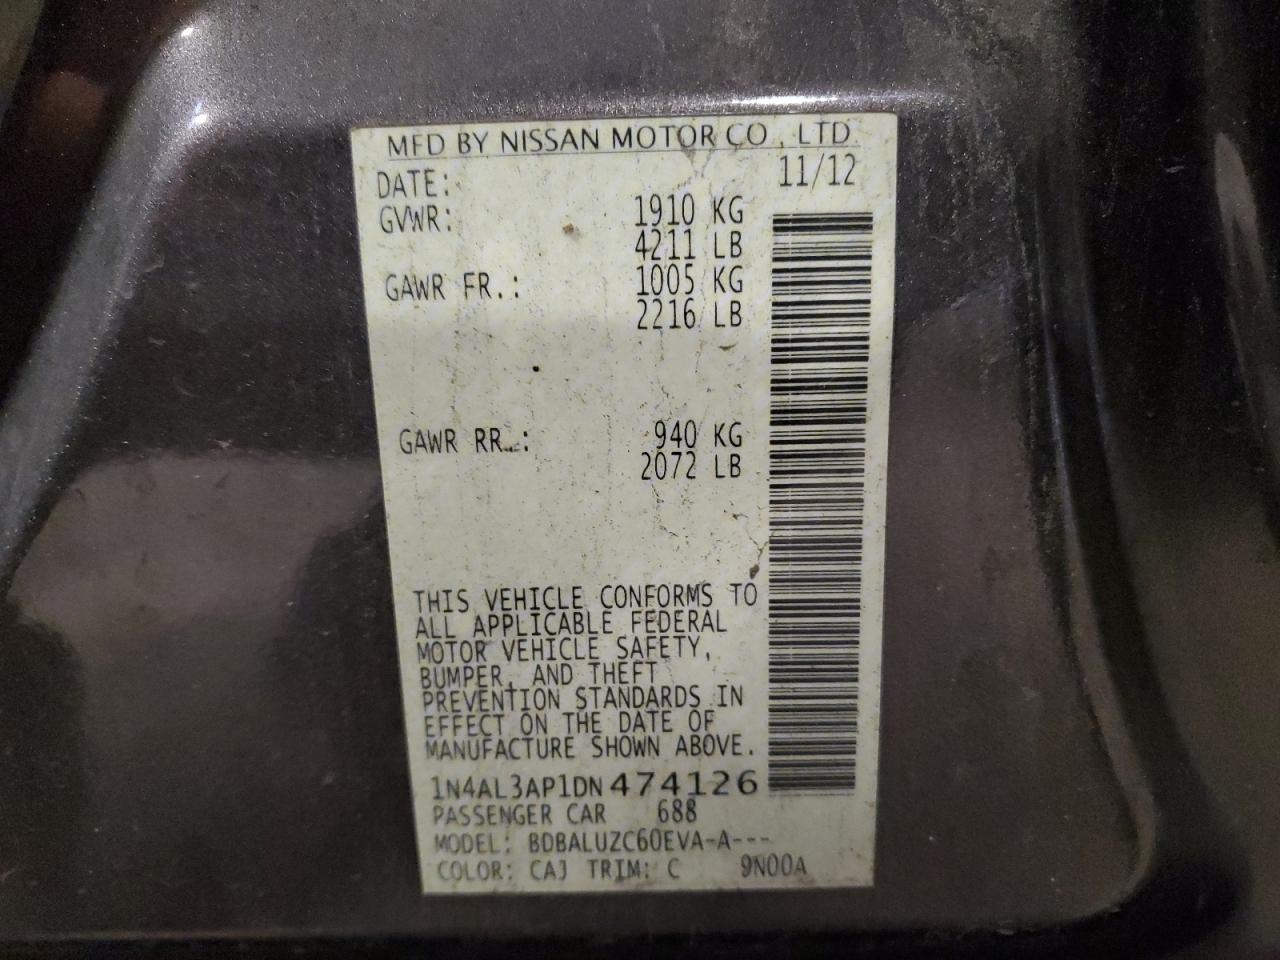 MFD BY NISSAN MOTOR CO., LTD.
DATE: 11/12
GVWR: 1910 KG
4211 LB
GAWR FR.: 1005 KG
2216 LB
GAWR RR.: 940 KG
2072 LB
THIS VEHICLE CONFORMS TO
ALL APPLICABLE FEDERAL
MOTOR VEHICLE SAFETY,
BUMPER, AND THEFT
PREVENTION STANDARDS IN
EFFECT ON THE DATE OF
MANUFACTURE SHOWN ABOVE.
1N4AL3AP1DN474126
PASSENGER CAR 688
MODEL: BDBALUZC60EVA-A---
COLOR: CAJ TRIM: C 9N00A